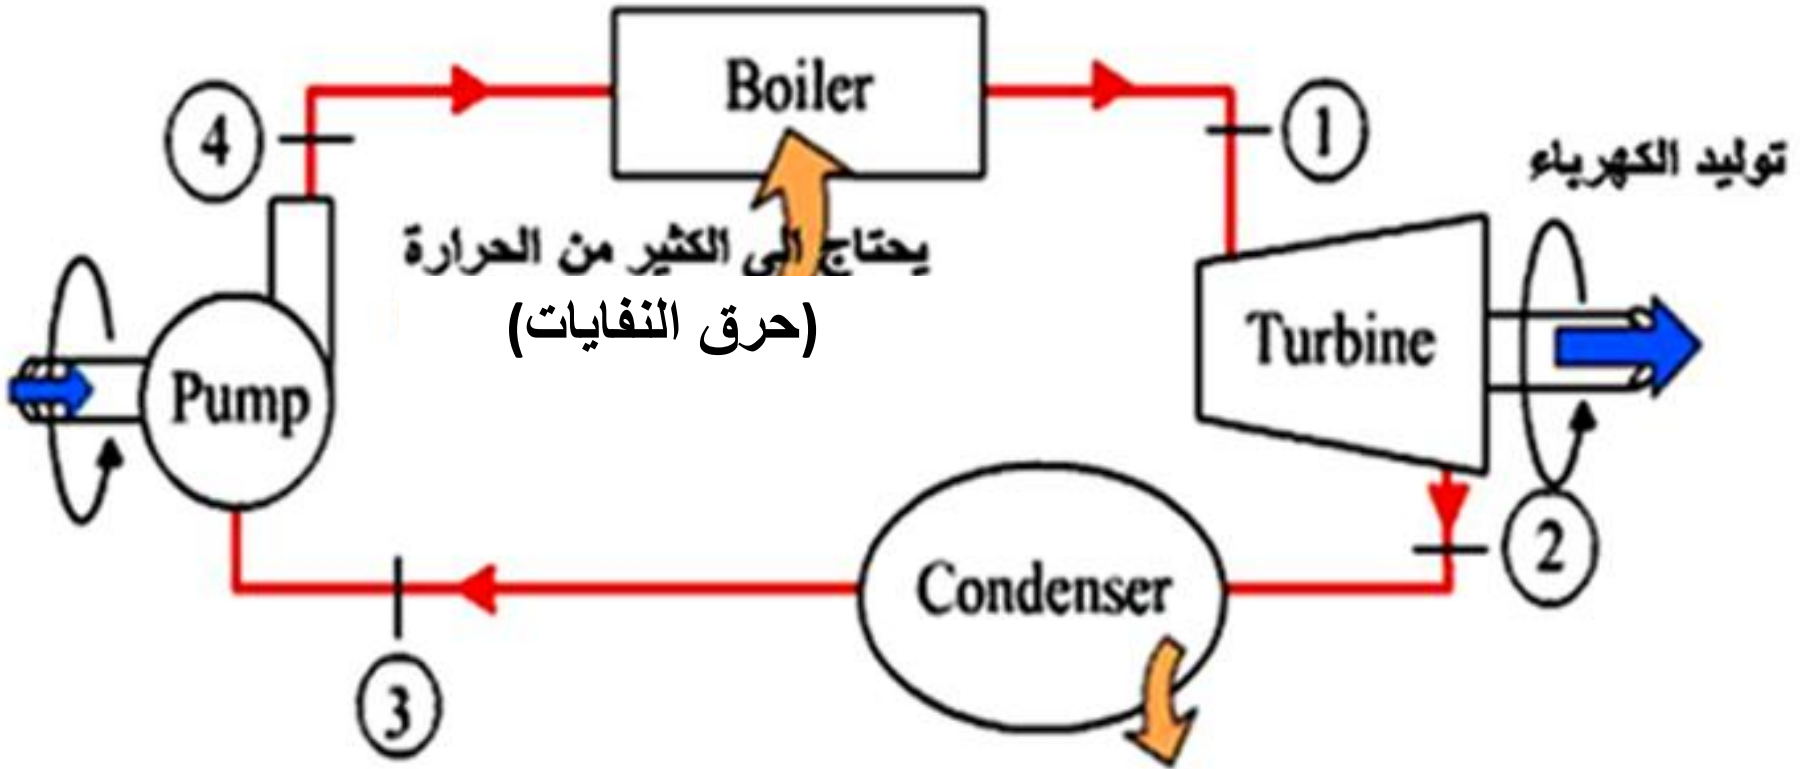 Boiler
4
1
توليد الكهرباء
يحتاج الى الكثير من الحرارة
(حرق النفايات)
Turbine
Pump
2
Condenser
3